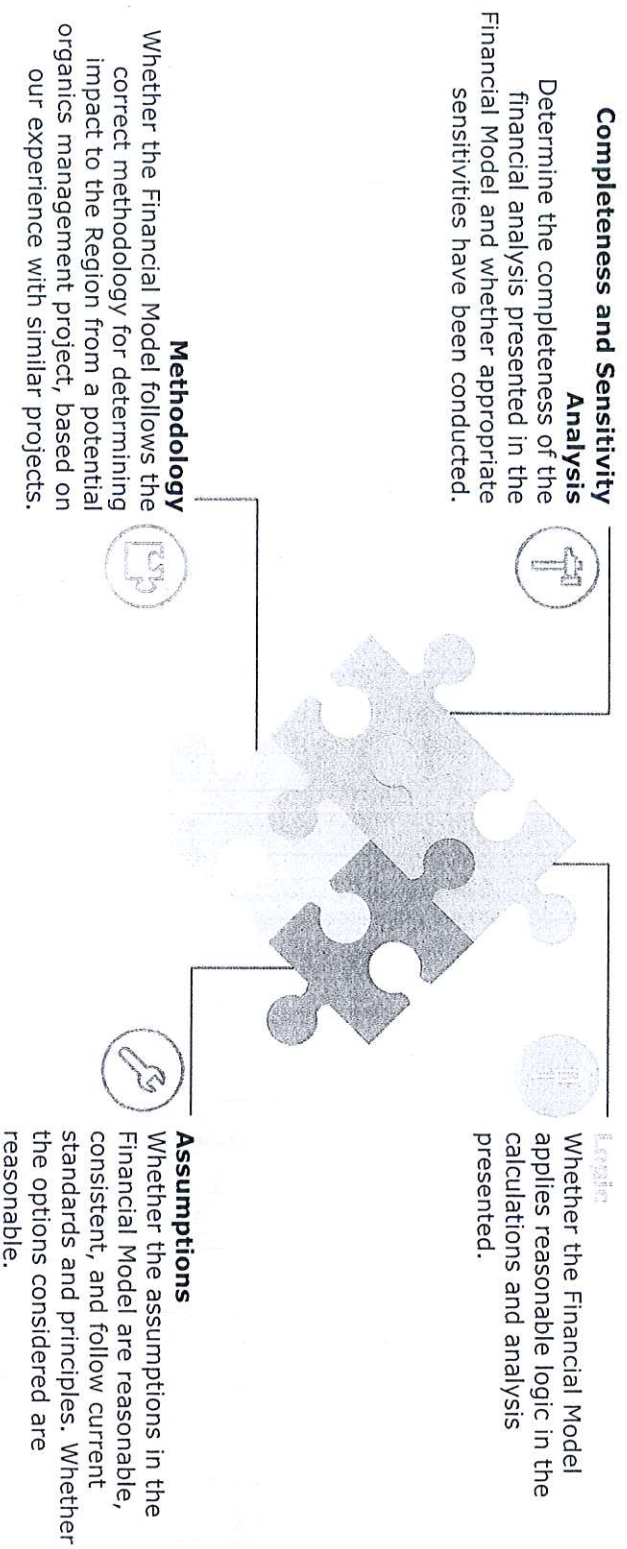 Completeness and Sensitivity
Analysis
Determine the completeness of the
financial analysis presented in the
Financial Model and whether appropriate
sensitivities have been conducted.
Logic
Whether the Financial Model
applies reasonable logic in the
calculations and analysis
presented.
Methodology
Whether the Financial Model follows the
correct methodology for determining
impact to the Region from a potential
organics management project, based on
our experience with similar projects.
Assumptions
Whether the assumptions in the
Financial Model are reasonable,
consistent, and follow current
standards and principles. Whether
the options considered are
reasonable.